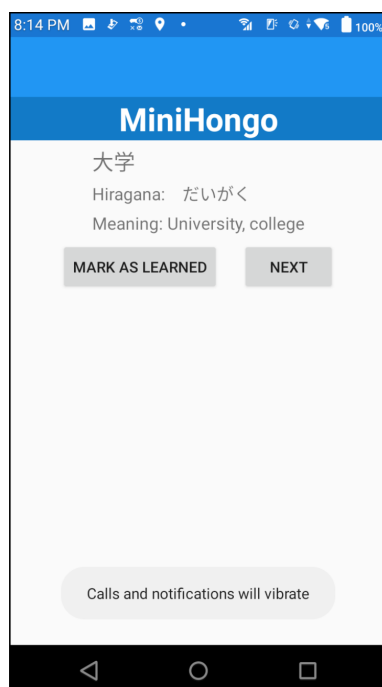 8:14 PM 100%
MiniHongo
大学
Hiragana: だいがく
Meaning: University, college
MARK AS LEARNED NEXT
Calls and notifications will vibrate